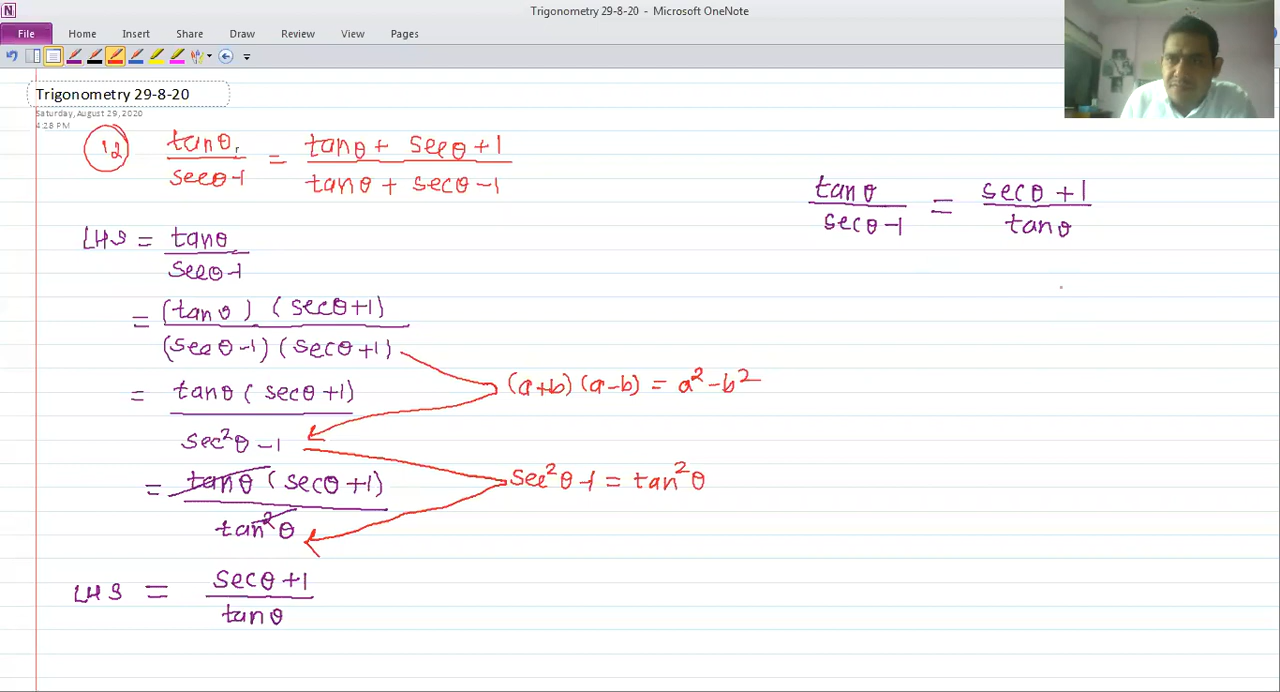 Trigonometry 29-8-20 - Microsoft OneNote
File Home Insert Share Draw Review View Pages
Trigonometry 29-8-20
Saturday, August 29, 2020
4:28 PM
12 tanθ / secθ-1 = tanθ + secθ +1 / tanθ + secθ -1
LHS = tanθ / secθ-1
= (tanθ) (secθ+1) / (secθ-1) (secθ+1)
= tanθ (secθ+1) / sec²θ -1
(a+b) (a-b) = a² - b²
= tanθ (secθ+1) / tan²θ
sec²θ -1 = tan²θ
LHS = secθ+1 / tanθ
tanθ / secθ-1 = secθ +1 / tanθ